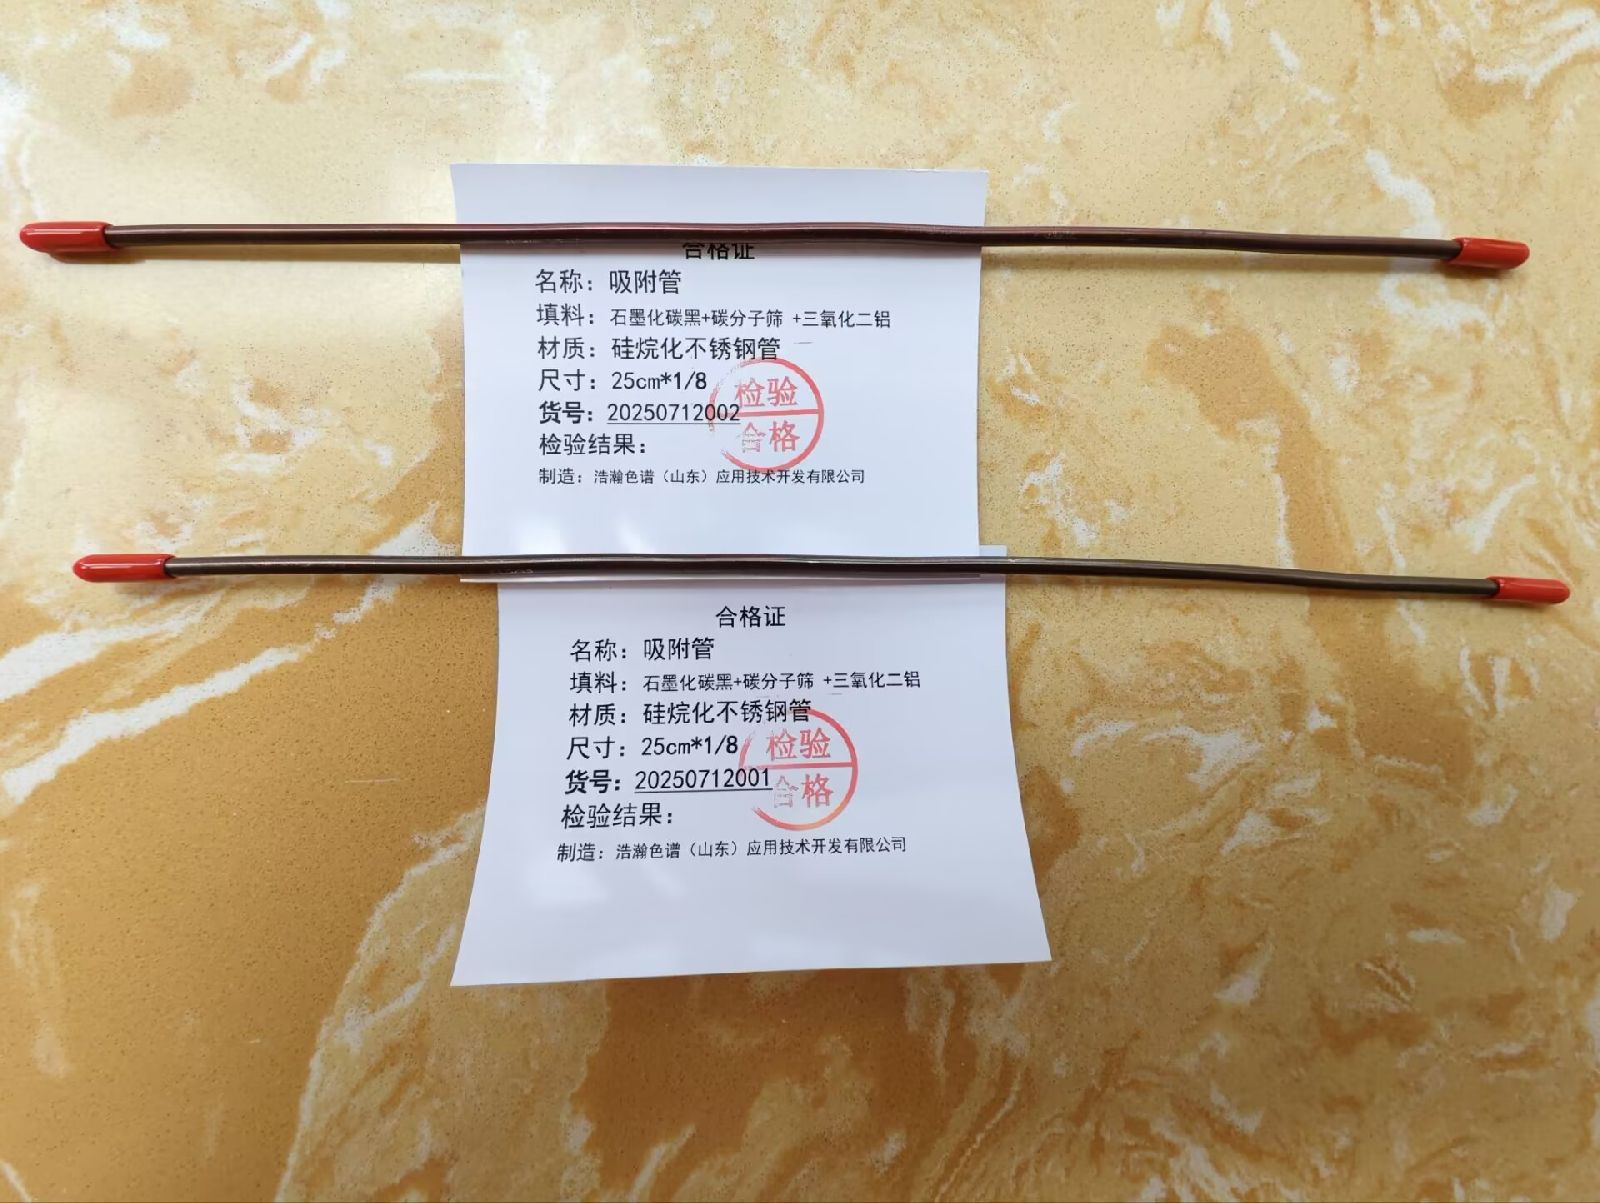 合格证
名称：吸附管
填料：石墨化碳黑+碳分子筛 +三氧化二铝
材质：硅烷化不锈钢管
尺寸：25cm*1/8
货号：20250712002
检验结果：
检验
合格
制造：浩瀚色谱（山东）应用技术开发有限公司
合格证
名称：吸附管
填料：石墨化碳黑+碳分子筛 +三氧化二铝
材质：硅烷化不锈钢管
尺寸：25cm*1/8
货号：20250712001
检验结果：
检验
合格
制造：浩瀚色谱（山东）应用技术开发有限公司